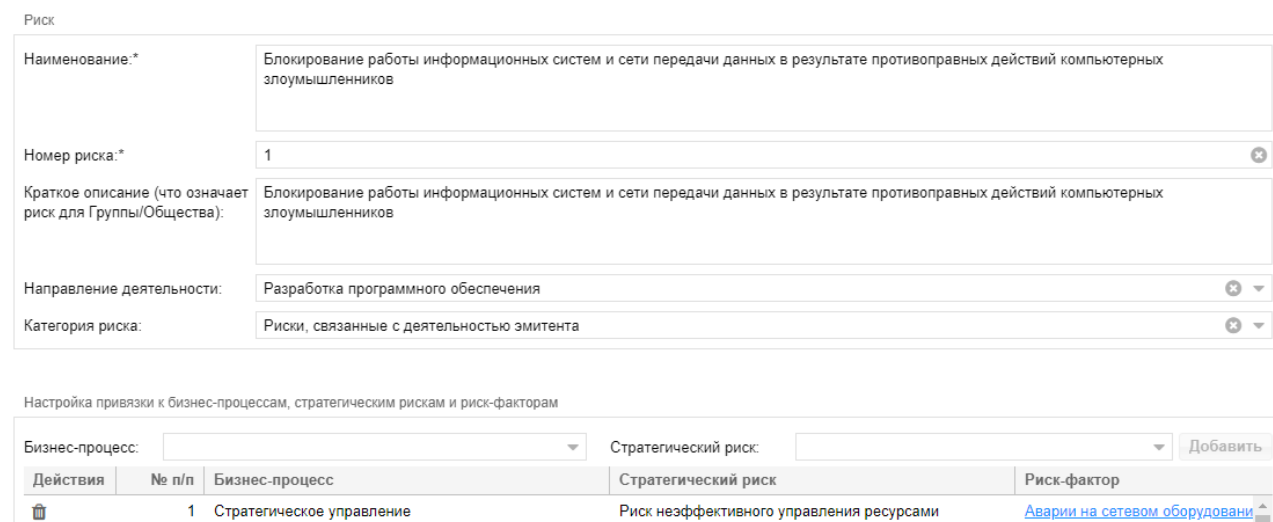 Риск
Наименование:*
Блокирование работы информационных систем и сети передачи данных в результате противоправных действий компьютерных
злоумышленников
Номер риска:*
1
Краткое описание (что означает
риск для Группы/Общества):
Блокирование работы информационных систем и сети передачи данных в результате противоправных действий компьютерных
злоумышленников
Направление деятельности:
Разработка программного обеспечения
Категория риска:
Риски, связанные с деятельностью эмитента
Настройка привязки к бизнес-процессам, стратегическим рискам и риск-факторам
Бизнес-процесс:
Стратегический риск:
Добавить
Действия № п/п Бизнес-процесс Стратегический риск Риск-фактор
1 Стратегическое управление Риск неэффективного управления ресурсами Аварии на сетевом оборудовани